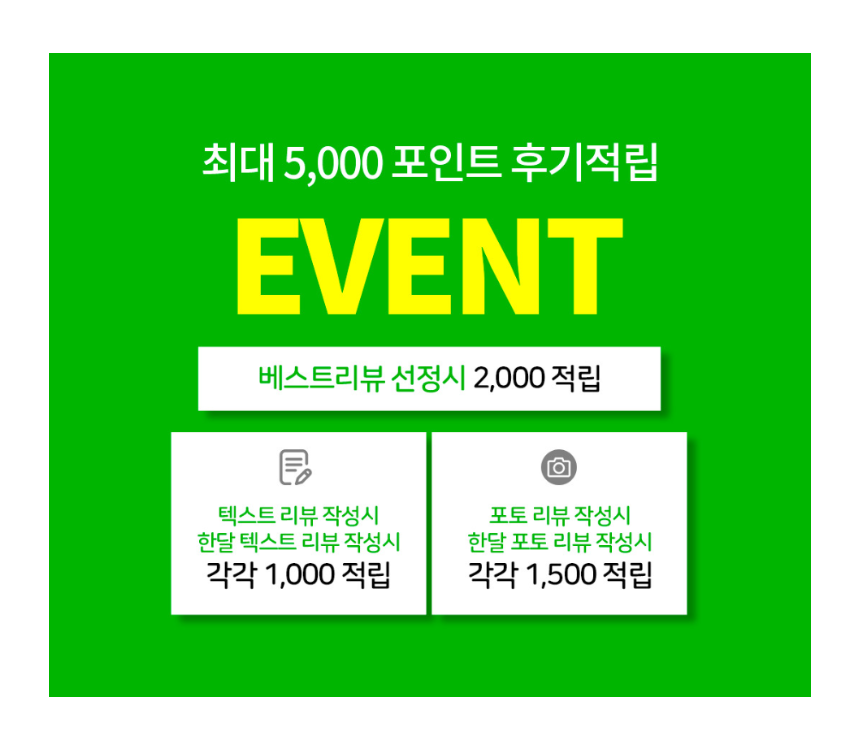 최대 5,000 포인트 후기적립
EVENT
베스트리뷰 선정시 2,000 적립
텍스트 리뷰 작성시
한달 텍스트 리뷰 작성시
각각 1,000 적립
포토 리뷰 작성시
한달 포토 리뷰 작성시
각각 1,500 적립